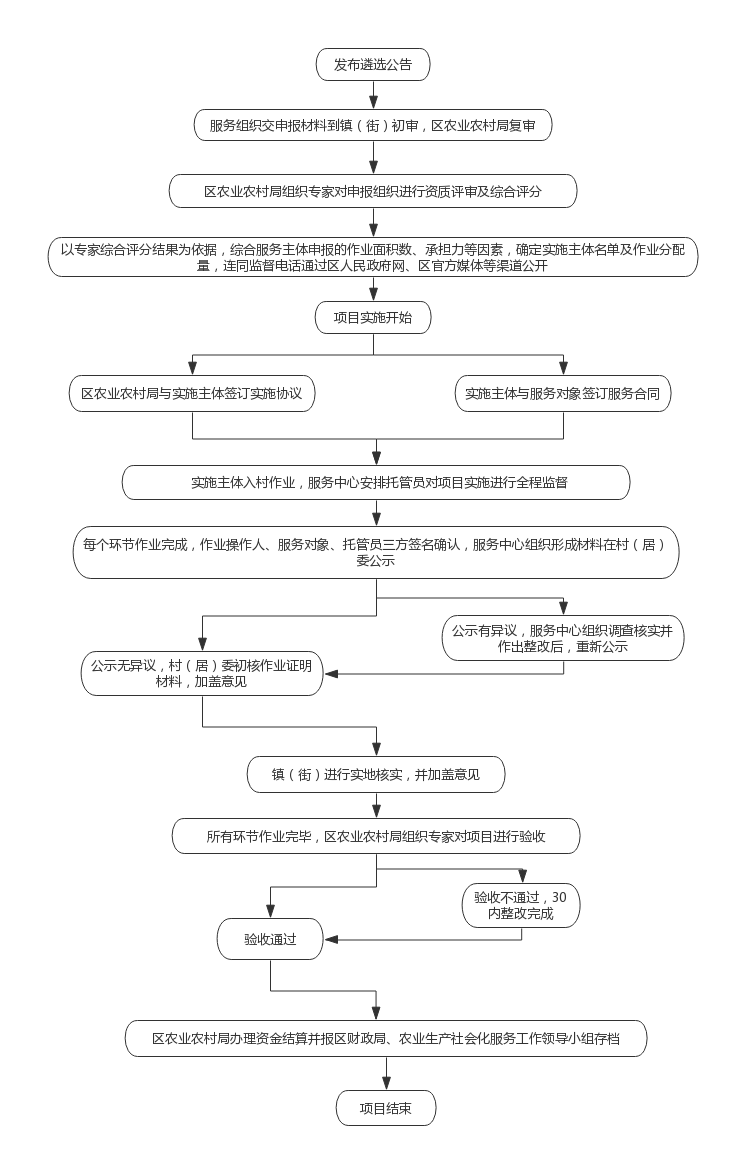 发布遴选公告
服务组织交申报材料到镇（街）初审，区农业农村局复审
区农业农村局组织专家对申报组织进行资质评审及综合评分
以专家综合评分结果为依据，综合服务主体申报的作业面积数、承担力等因素，确定实施主体名单及作业分配
量，连同监督电话通过区人民政府网、区官方媒体等渠道公开
项目实施开始
区农业农村局与实施主体签订实施协议
实施主体与服务对象签订服务合同
实施主体入村作业，服务中心安排托管员对项目实施进行全程监督
每个环节作业完成，作业操作人、服务对象、托管员三方签名确认，服务中心组织形成材料在村（居）
委公示
公示有异议，服务中心组织调查核实并
作出整改后，重新公示
公示无异议，村（居）委初核作业证明
材料，加盖意见
镇（街）进行实地核实，并加盖意见
所有环节作业完毕，区农业农村局组织专家对项目进行验收
验收不通过，30
内整改完成
验收通过
区农业农村局办理资金结算并报区财政局、农业生产社会化服务工作领导小组存档
项目结束